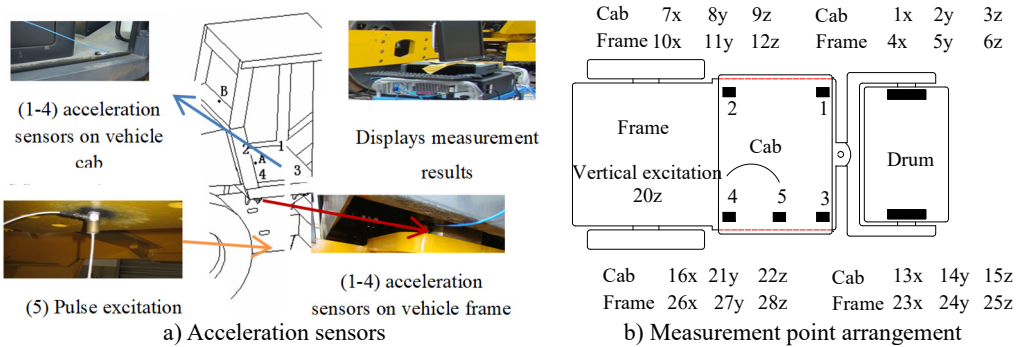 B
2
1
A
4
3
(1-4) acceleration
sensors on vehicle
cab
Displays measurement
results
(5) Pulse excitation
(1-4) acceleration
sensors on vehicle frame
a) Acceleration sensors
Cab 7x 8y 9z
Frame 10x 11y 12z
Cab 1x 2y 3z
Frame 4x 5y 6z
2
1
Frame
Cab
Drum
Vertical excitation
20z
4
5
3
Cab 16x 21y 22z
Frame 26x 27y 28z
Cab 13x 14y 15z
Frame 23x 24y 25z
b) Measurement point arrangement